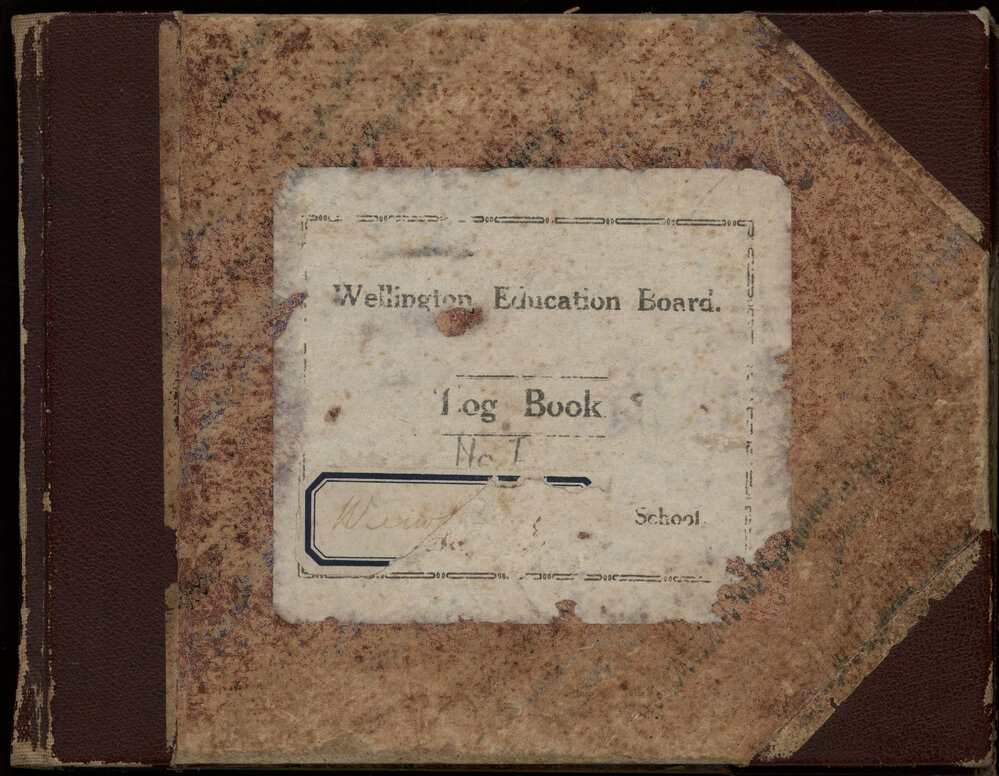 Wellington Education Board.
Log Book
No 1
School